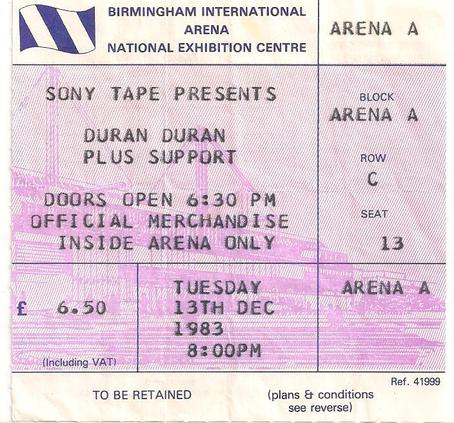 BIRMINGHAM INTERNATIONAL
ARENA
NATIONAL EXHIBITION CENTRE
ARENA A
SONY TAPE PRESENTS
DURAN DURAN
PLUS SUPPORT
DOORS OPEN 6:30 PM
OFFICIAL MERCHANDISE
INSIDE ARENA ONLY
BLOCK
ARENA A
ROW
C
SEAT
13
£ 6.50
(Including VAT)
TUESDAY
13TH DEC
1983
8:00PM
ARENA A
Ref. 41999
TO BE RETAINED
(plans & conditions
see reverse)